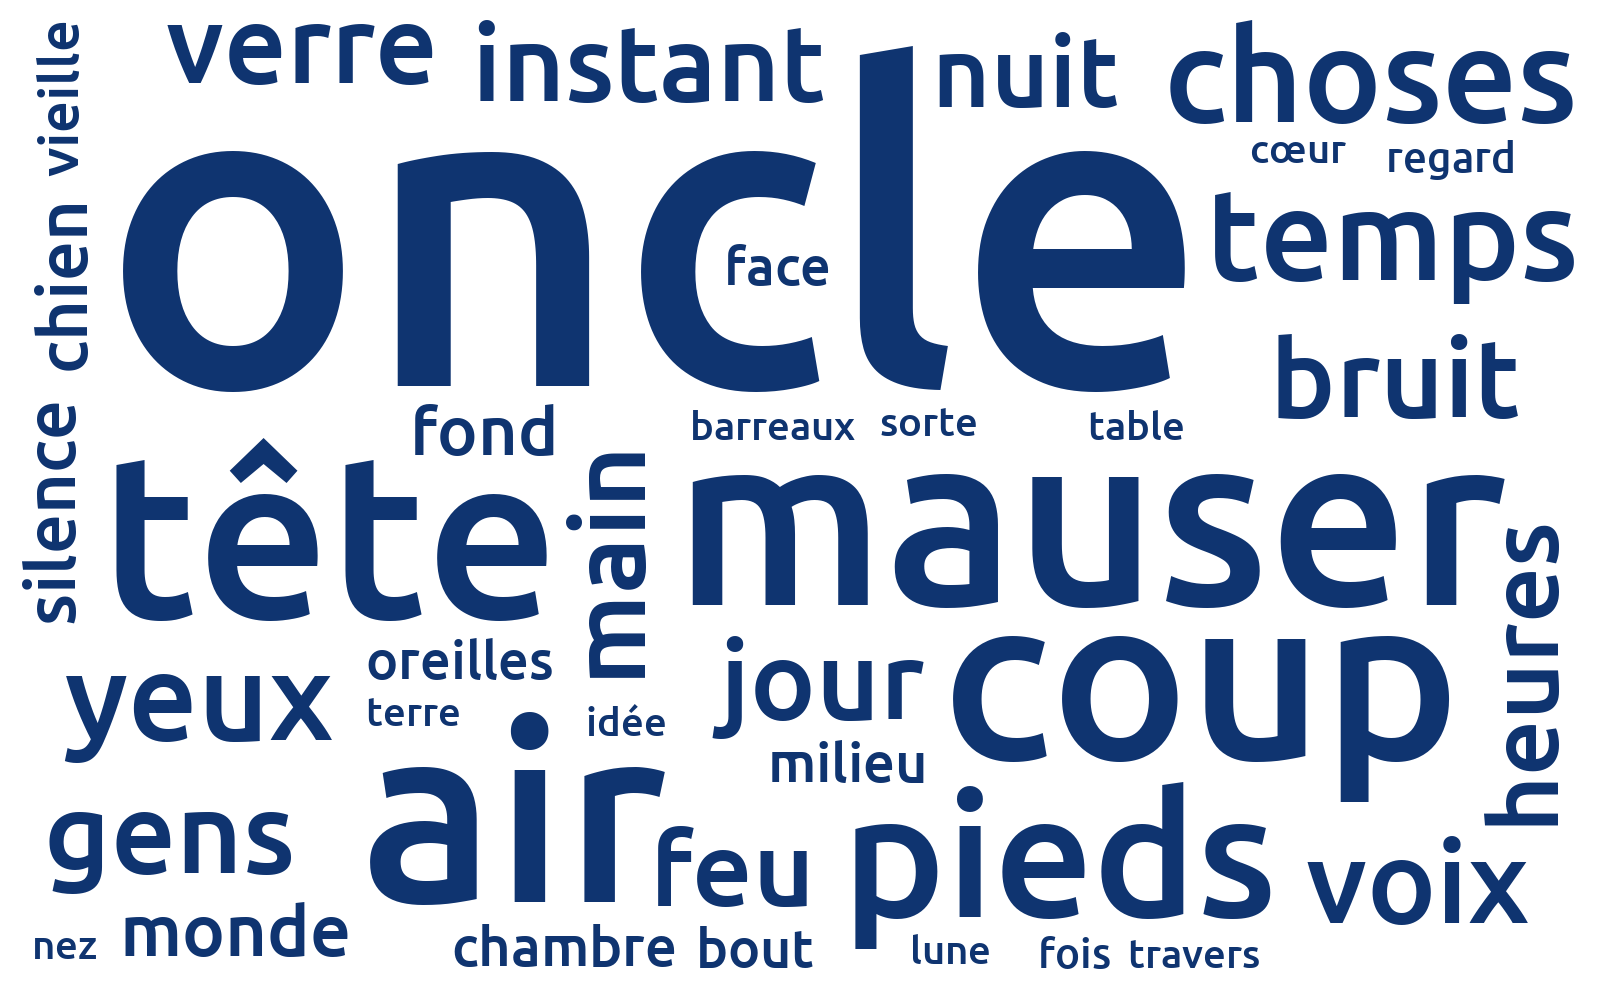 verre
instant
nuit
choses
vieille
cœur
regard
oncle
temps
face
chien
bruit
silence
fond
barreaux
sorte
table
tête
main
mauser
heures
oreilles
yeux
terre
idée
jour
coup
milieu
air
gens
feu
pieds
voix
monde
nez
chambre
bout
lune
fois
travers